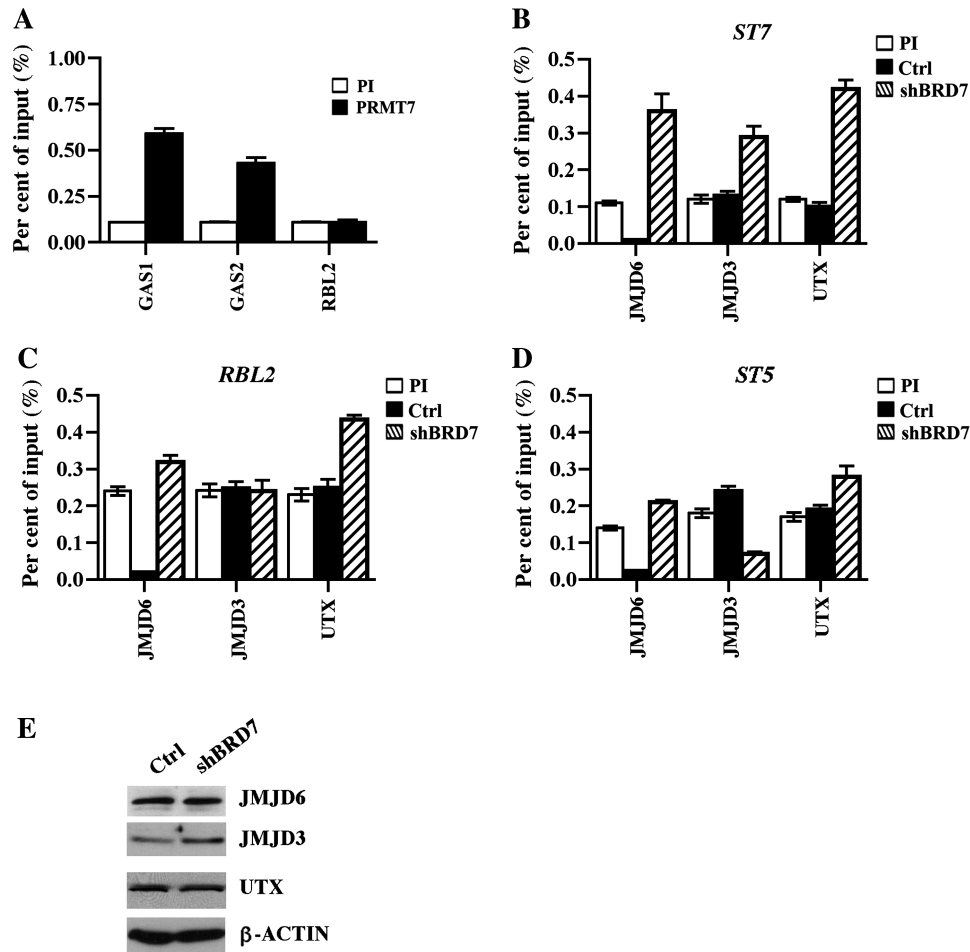 A
Per cent of input (%)
1.00
0.75
0.50
0.25
0.00
PI
PRMT7
GAS1
GAS2
RBL2
B
ST7
Per cent of input (%)
0.5
0.4
0.3
0.2
0.1
0.0
PI
Ctrl
shBRD7
JMJD6
JMJD3
UTX
C
RBL2
Per cent of input (%)
0.5
0.4
0.3
0.2
0.1
0.0
PI
Ctrl
shBRD7
JMJD6
JMJD3
UTX
D
ST5
Per cent of input (%)
0.5
0.4
0.3
0.2
0.1
0.0
PI
Ctrl
shBRD7
JMJD6
JMJD3
UTX
E
Ctrl
shBRD7
JMJD6
JMJD3
UTX
β-ACTIN